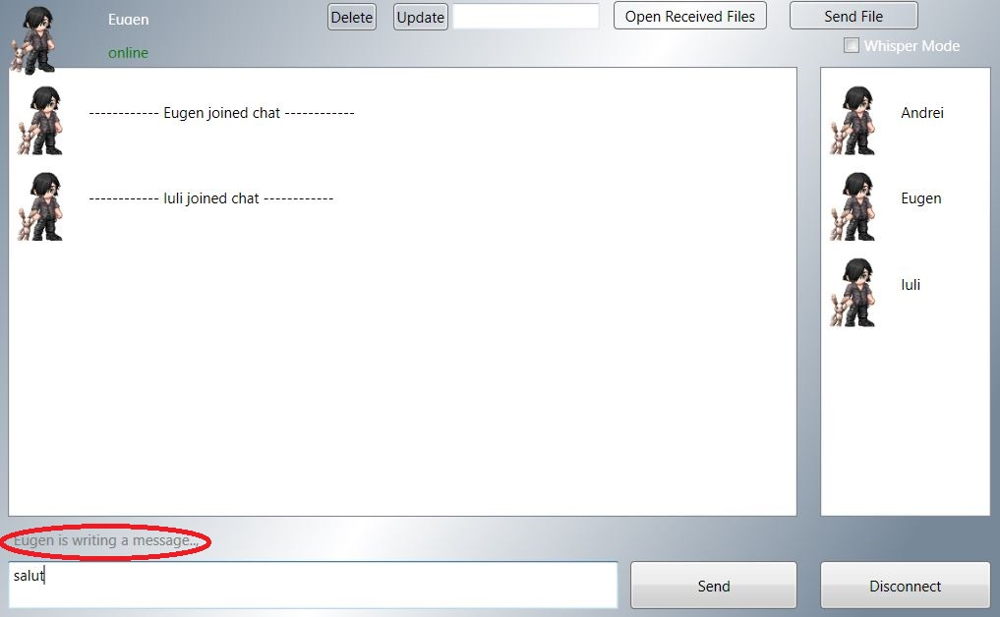 Eugen
Delete
Update
Open Received Files
Send File
online
Whisper Mode
------------ Eugen joined chat ------------
Andrei
------------ Iuli joined chat ------------
Eugen
Iuli
Eugen is writing a message...
salut
Send
Disconnect